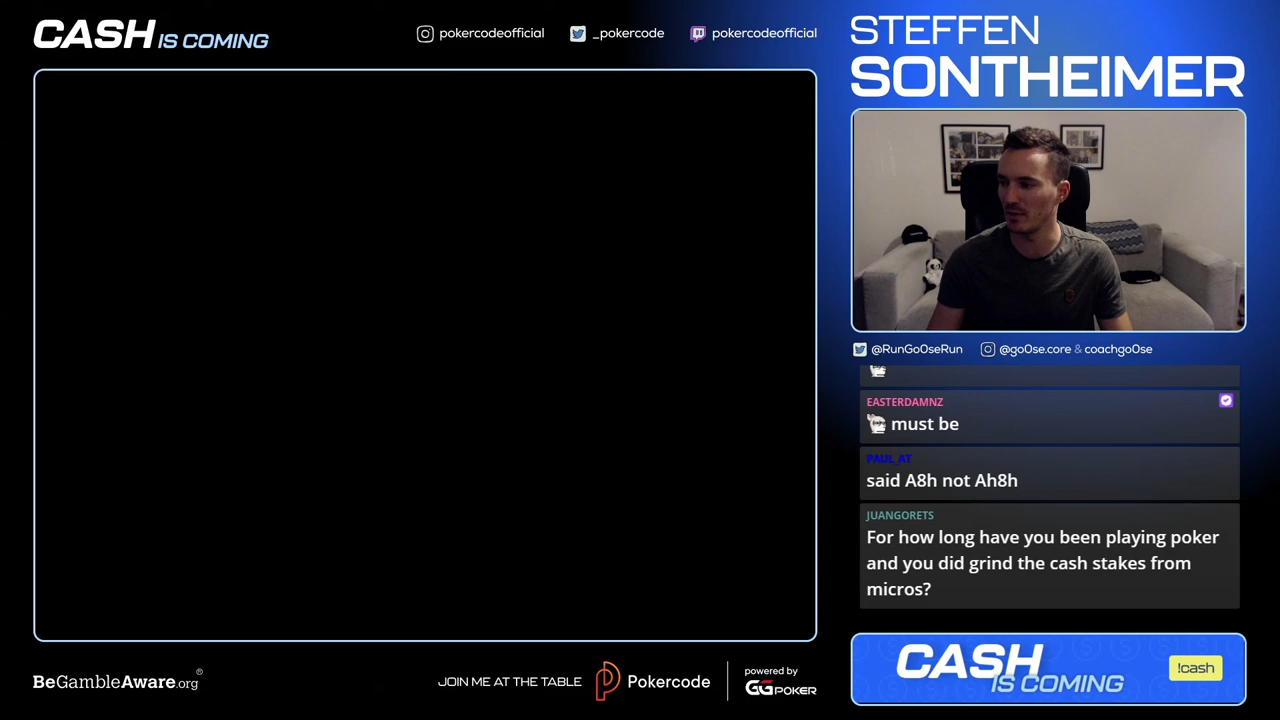 CASH IS COMING
pokercodeofficial
_pokercode
pokercodeofficial
STEFFEN
SONTHEIMER
@RunGo0seRun @go0se.core & coachgo0se
EASTERDAMNZ
must be
PAUL_AT
said A8h not Ah8h
JUANGORETS
For how long have you been playing poker
and you did grind the cash stakes from
micros?
BeGambleAware.org®
JOIN ME AT THE TABLE
Pokercode
powered by
GGPOKER
CASH
IS COMING
!cash